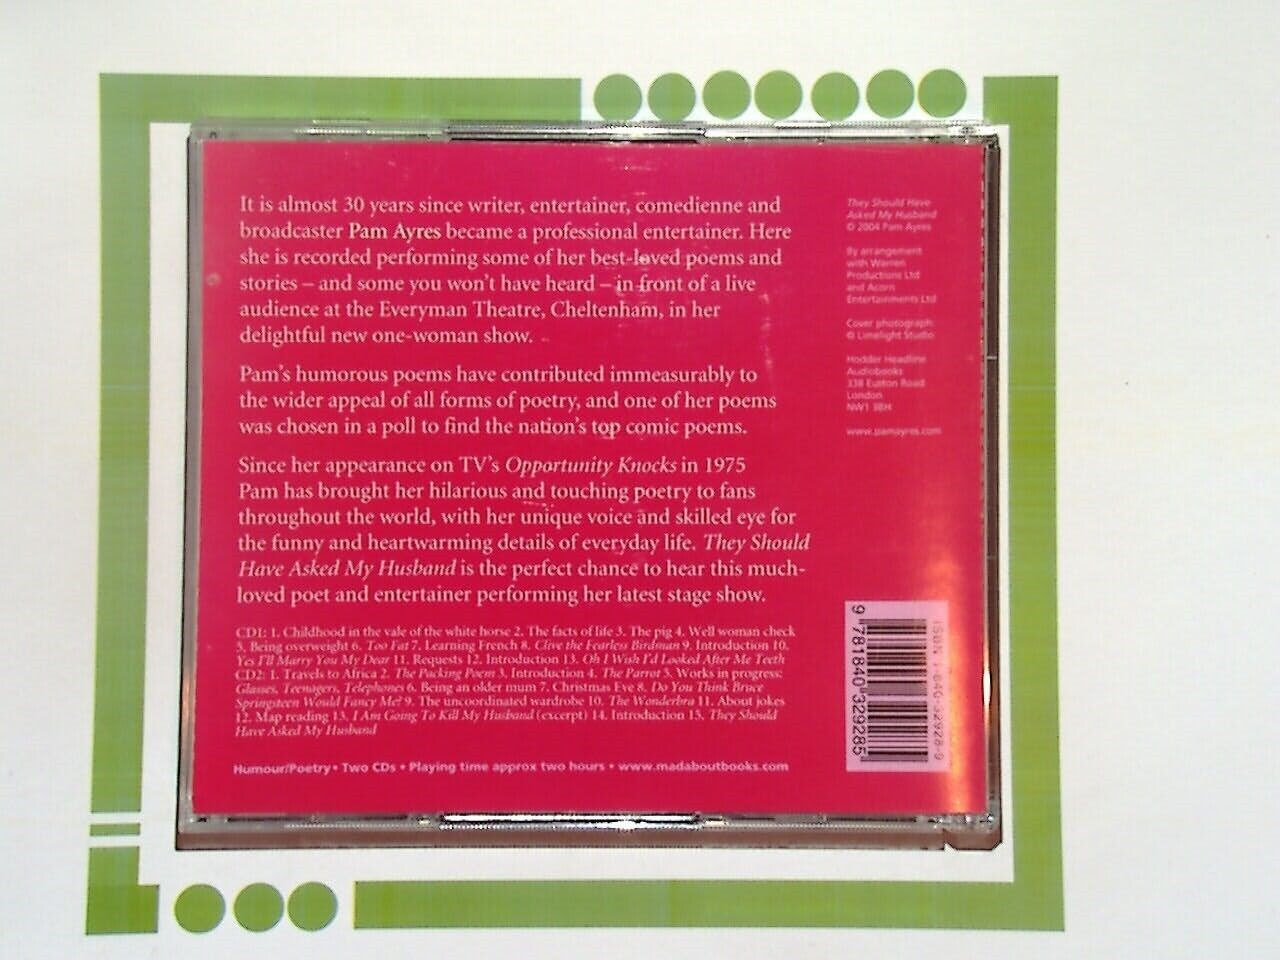 It is almost 30 years since writer, entertainer, comedienne and
broadcaster Pam Ayres became a professional entertainer. Here
she is recorded performing some of her best-loved poems and
stories – and some you won't have heard – in front of a live
audience at the Everyman Theatre, Cheltenham, in her
delightful new one-woman show.
Pam's humorous poems have contributed immeasurably to
the wider appeal of all forms of poetry, and one of her poems
was chosen in a poll to find the nation's top comic poems.
Since her appearance on TV's Opportunity Knocks in 1975
Pam has brought her hilarious and touching poetry to fans
throughout the world, with her unique voice and skilled eye for
the funny and heartwarming details of everyday life. They Should
Have Asked My Husband is the perfect chance to hear this much-
loved poet and entertainer performing her latest stage show.
CD1: 1. Childhood in the vale of the white horse 2. The facts of life 3. The pig 4. Well woman check
5. Being overweight 6. Too Fat 7. Learning French 8. Clive the Fearless Birdman 9. Introduction 10.
Yes I'll Marry You My Dear 11. Requests 12. Introduction 13. Oh I Wish I'd Looked After Me Teeth
CD2: 1. Travels to Africa 2. The Packing Poem 3. Introduction 4. The Parrot 5. Works in progress:
Glasses, Teenagers, Telephones 6. Being an older mum 7. Christmas Eve 8. Do You Think Bruce
Springsteen Would Fancy Me? 9. The uncoordinated wardrobe 10. The Wonderbra 11. About jokes
12. Map reading 13. I Am Going To Kill My Husband (excerpt) 14. Introduction 15. They Should
Have Asked My Husband
Humour/Poetry • Two CDs • Playing time approx two hours • www.madaboutbooks.com
They Should Have
Asked My Husband
© 2004 Pam Ayres
By arrangement
with Warren
Productions Ltd
and Acorn
Entertainments Ltd
Cover photograph:
© Limelight Studio
Hodder Headline
Audiobooks
338 Euston Road
London
NW1 3BH
www.pamayres.com
ISBN 1-840-32928-9
9 781840 329285